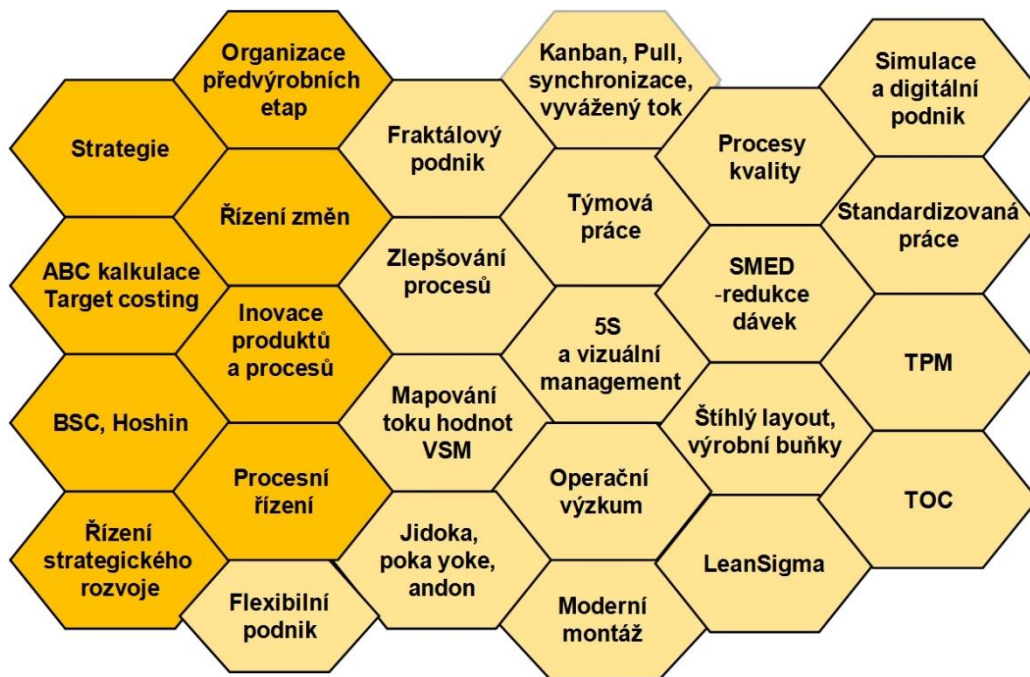 Strategie
ABC kalkulace
Target costing
BSC, Hoshin
Řízení
strategického
rozvoje
Organizace
předvýrobních
etap
Řízení změn
Inovace
produktů
a procesů
Procesní
řízení
Flexibilní
podnik
Fraktálový
podnik
Zlepšování
procesů
Mapování
toku hodnot
VSM
Jidoka,
poka yoke,
andon
Kanban, Pull,
synchronizace,
vyvážený tok
Týmová
práce
5S
a vizuální
management
Operační
výzkum
Moderní
montáž
Procesy
kvality
SMED
-redukce
dávek
Štíhlý layout,
výrobní buňky
LeanSigma
Simulace
a digitální
podnik
Standardizovaná
práce
TPM
TOC